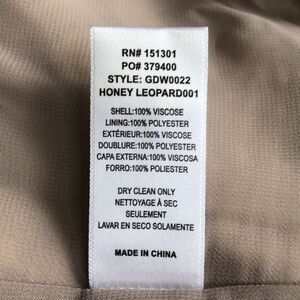 RN# 151301
PO# 379400
STYLE: GDW0022
HONEY LEOPARD001
SHELL:100% VISCOSE
LINING:100% POLYESTER
EXTÉRIEUR:100% VISCOSE
DOUBLURE:100% POLYESTER
CAPA EXTERNA:100% VISCOSA
FORRO:100% POLIESTER
DRY CLEAN ONLY
NETTOYAGE À SEC
SEULEMENT
LAVAR EN SECO SOLAMENTE
MADE IN CHINA